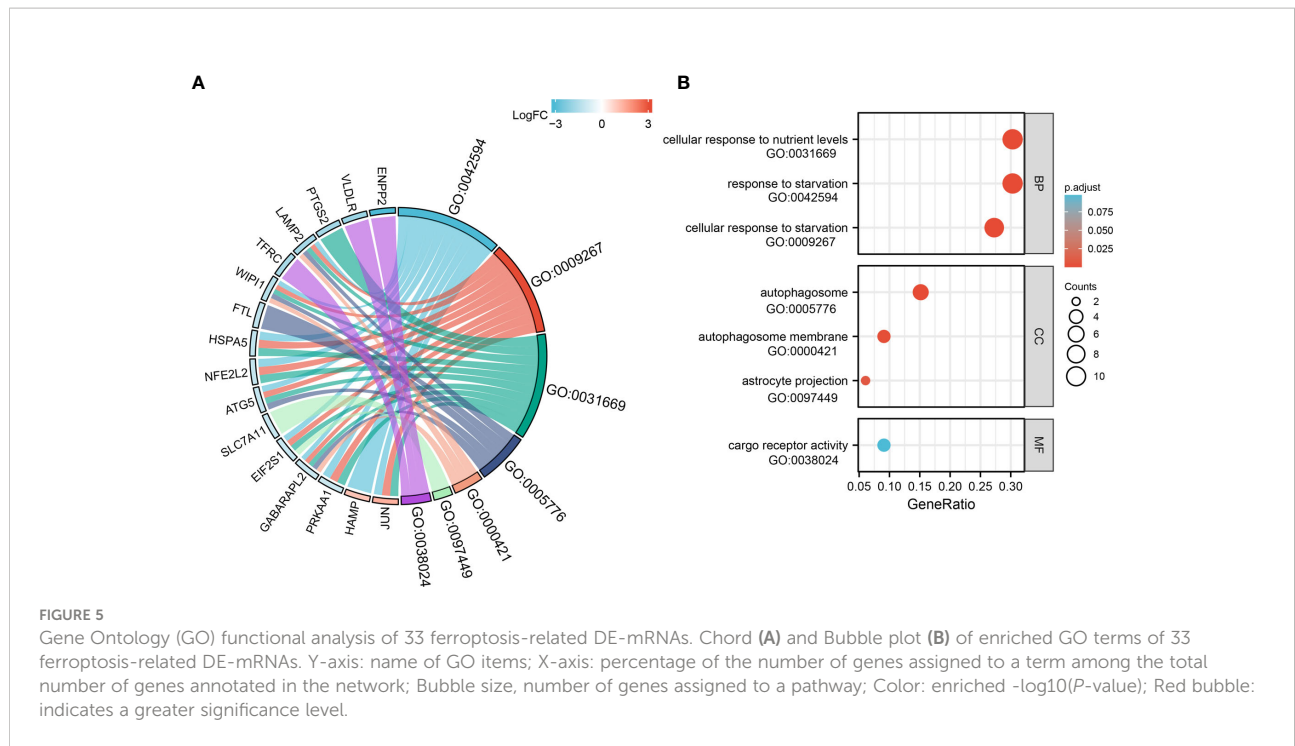 A
LogFC
−3 0 3
ENPP2
VLDLR
PTGS2
LAMP2
TFRC
WIPI1
FTL
HSPA5
NFE2L2
ATG5
SLC7A11
EIF2S1
GABARAPL2
PRKAA1
HAMP
JUN
GO:0042594
GO:0009267
GO:0031669
GO:0005776
GO:0000421
GO:0097449
GO:0038024
B
cellular response to nutrient levels
GO:0031669
response to starvation
GO:0042594
cellular response to starvation
GO:0009267
BP
autophagosome
GO:0005776
autophagosome membrane
GO:0000421
astrocyte projection
GO:0097449
CC
cargo receptor activity
GO:0038024
MF
0.05 0.10 0.15 0.20 0.25 0.30
GeneRatio
p.adjust
0.075
0.050
0.025
Counts
2
4
6
8
10
FIGURE 5
Gene Ontology (GO) functional analysis of 33 ferroptosis-related DE-mRNAs. Chord (A) and Bubble plot (B) of enriched GO terms of 33
ferroptosis-related DE-mRNAs. Y-axis: name of GO items; X-axis: percentage of the number of genes assigned to a term among the total
number of genes annotated in the network; Bubble size, number of genes assigned to a pathway; Color: enriched -log10(P-value); Red bubble:
indicates a greater significance level.